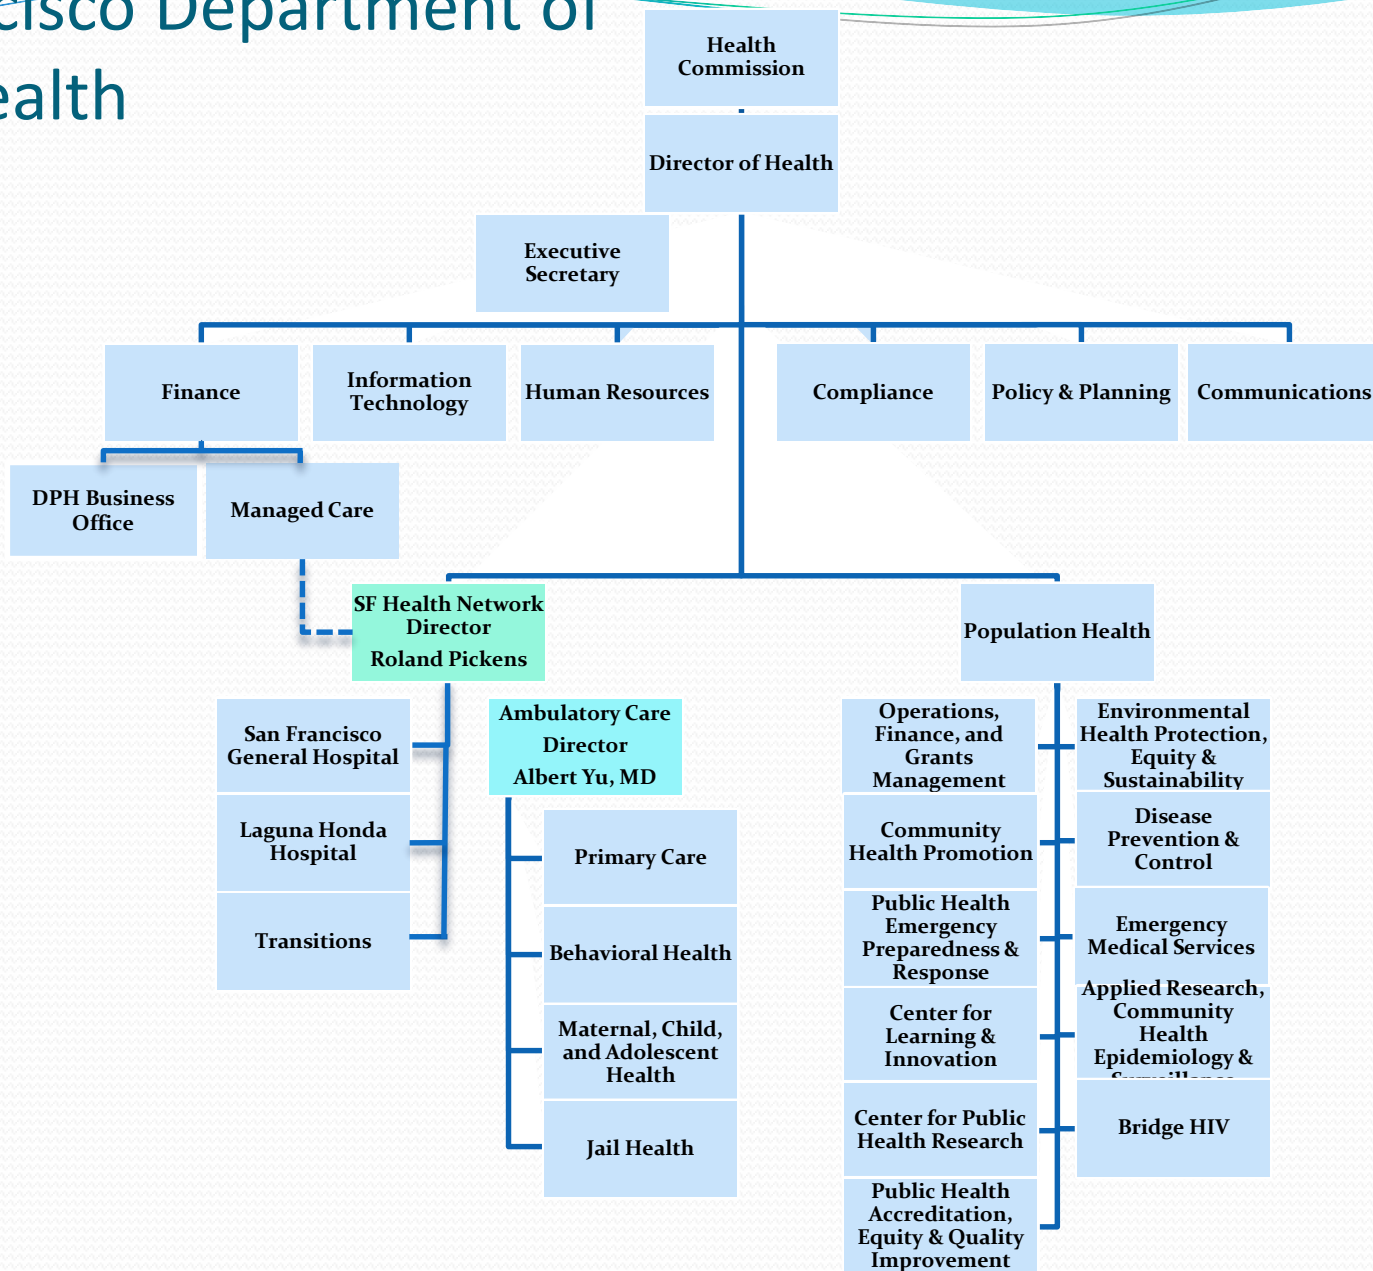 cisco Department of
ealth
Health
Commission
Director of Health
Executive
Secretary
Finance
Information
Technology
Human Resources
Compliance
Policy & Planning
Communications
DPH Business
Office
Managed Care
SF Health Network
Director
Roland Pickens
Population Health
San Francisco
General Hospital
Laguna Honda
Hospital
Transitions
Ambulatory Care
Director
Albert Yu, MD
Primary Care
Behavioral Health
Maternal, Child,
and Adolescent
Health
Jail Health
Operations,
Finance, and
Grants
Management
Community
Health Promotion
Public Health
Emergency
Preparedness &
Response
Center for
Learning &
Innovation
Center for Public
Health Research
Public Health
Accreditation,
Equity & Quality
Improvement
Environmental
Health Protection,
Equity &
Sustainability
Disease
Prevention &
Control
Emergency
Medical Services
Applied Research,
Community
Health
Epidemiology &
Surveillance
Bridge HIV